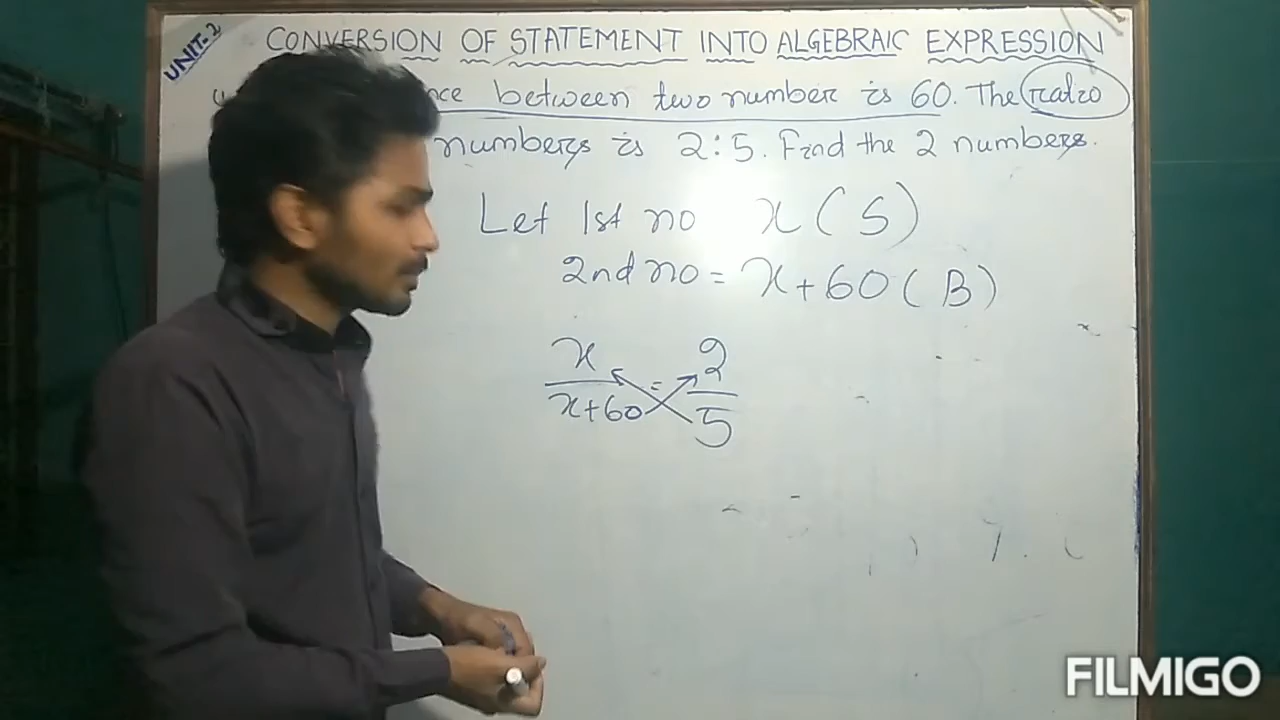 UNIT-2
CONVERSION OF STATEMENT INTO ALGEBRAIC EXPRESSION
nce between two number is 60. The ratio
numbers is 2:5. Find the 2 numbers.
Let 1st no x (S)
2nd no = x+60 (B)
x/x+60 = 2/5
FILMIGO